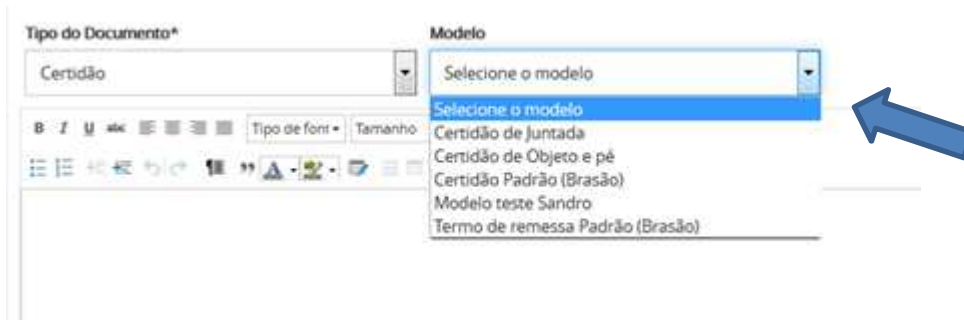 Tipo do Documento* Modelo
Certidão Selecione o modelo
Selecione o modelo
B I U abc Tipo de font Tamanho
Certidão de Juntada
Certidão de Objeto e pé
Certidão Padrão (Brasão)
Modelo teste Sandro
Termo de remessa Padrão (Brasão)